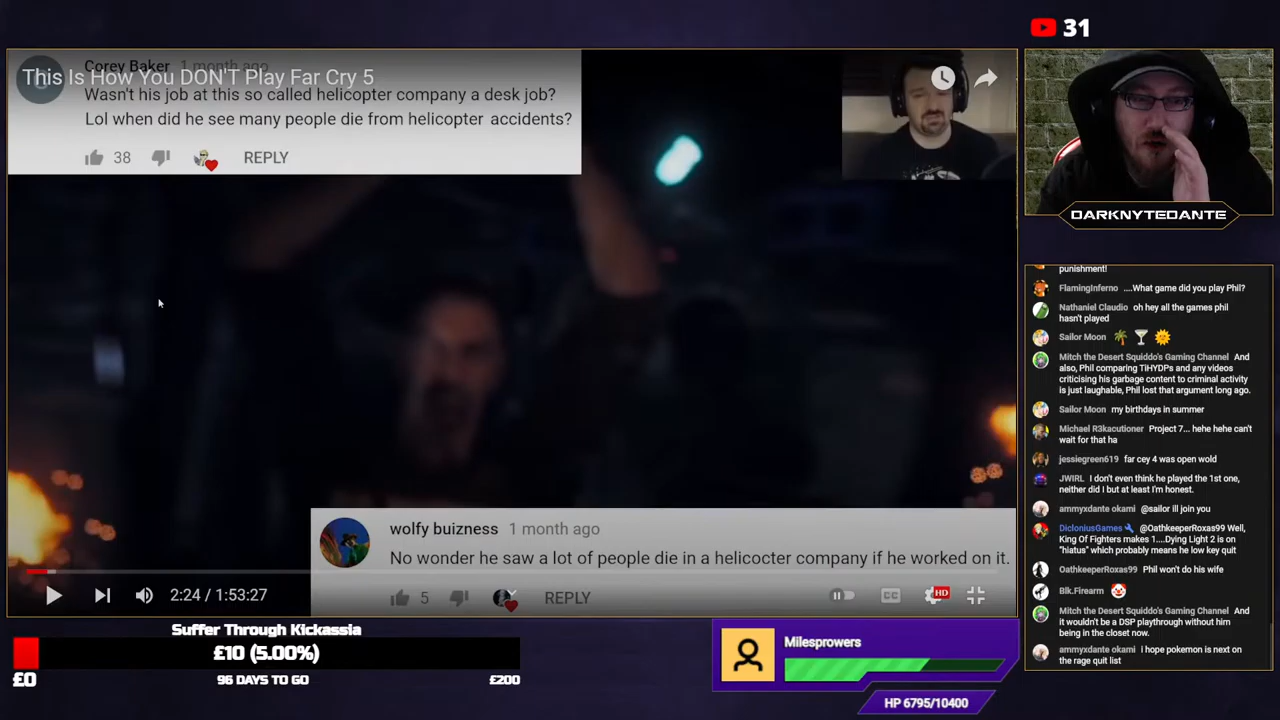 31
Corey Baker 1 month ago
This Is How You DON'T Play Far Cry 5
Wasn't his job at this so called helicopter company a desk job?
Lol when did he see many people die from helicopter accidents?
38
REPLY
DARKNYTEDANTE
punishment!
FlamingInferno ....What game did you play Phil?
Nathaniel Claudio oh hey all the games phil
hasn't played
Sailor Moon
Mitch the Desert Squiddo's Gaming Channel And
also, Phil comparing TiHYDPs and any videos
criticising his garbage content to criminal activity
is just laughable, Phil lost that argument long ago.
Sailor Moon my birthdays in summer
Michael R3kacutioner Project 7... hehe hehe can't
wait for that ha
jessiegreen619 far cey 4 was open wold
JWIRL I don't even think he played the 1st one,
neither did I but at least I'm honest.
ammyxdante okami @sailor ill join you
DicloniusGames @OathkeeperRoxas99 Well,
King Of Fighters makes 1....Dying Light 2 is on
"hiatus" which probably means he low key quit
OathkeeperRoxas99 Phil won't do his wife
Blk.Firearm
Mitch the Desert Squiddo's Gaming Channel And
it wouldn't be a DSP playthrough without him
being in the closet now.
ammyxdante okami i hope pokemon is next on
the rage quit list
wolfy buizness 1 month ago
No wonder he saw a lot of people die in a helicocter company if he worked on it.
5
REPLY
2:24 / 1:53:27
CC
HD
Suffer Through Kickassia
£10 (5.00%)
£0
96 DAYS TO GO
£200
Milesprowers
HP 6795/10400